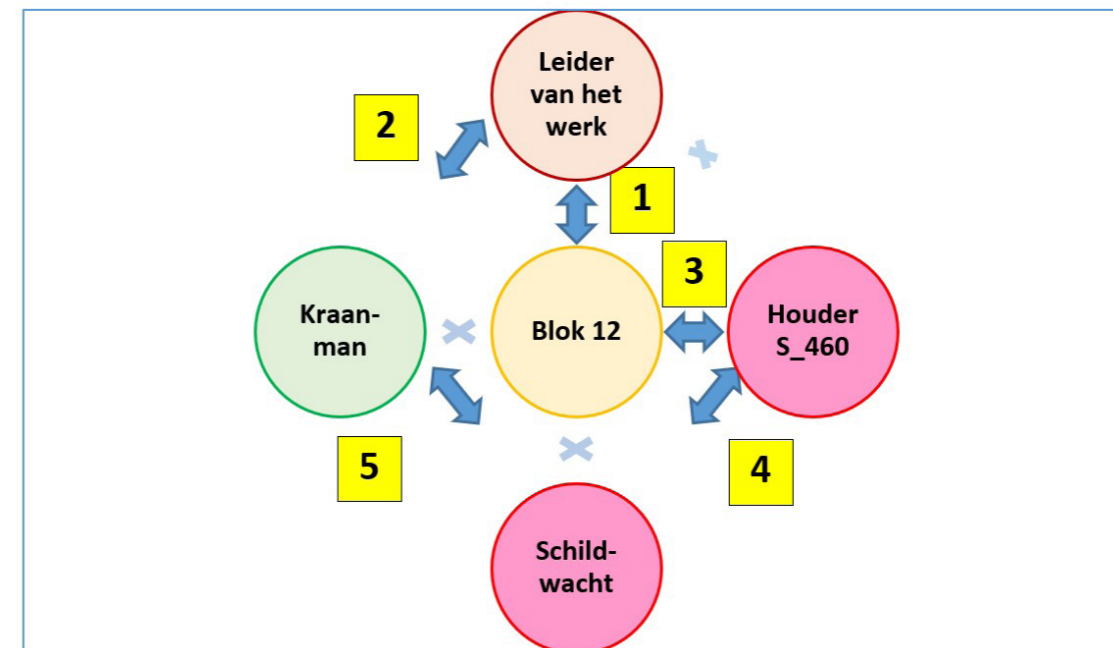 Leider
van het
werk
2
1
3
Kraan-
man
Blok 12
Houder
S_460
5
4
Schild-
wacht